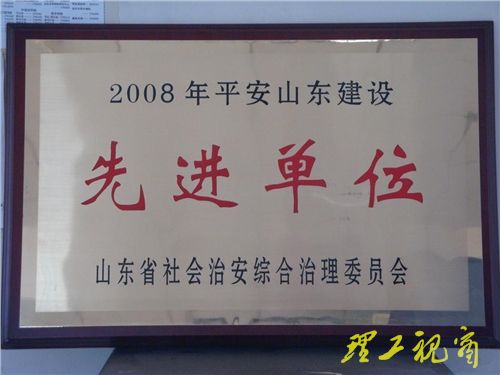 2008年平安山东建设
先进单位
山东省社会治安综合治理委员会
理工视窗